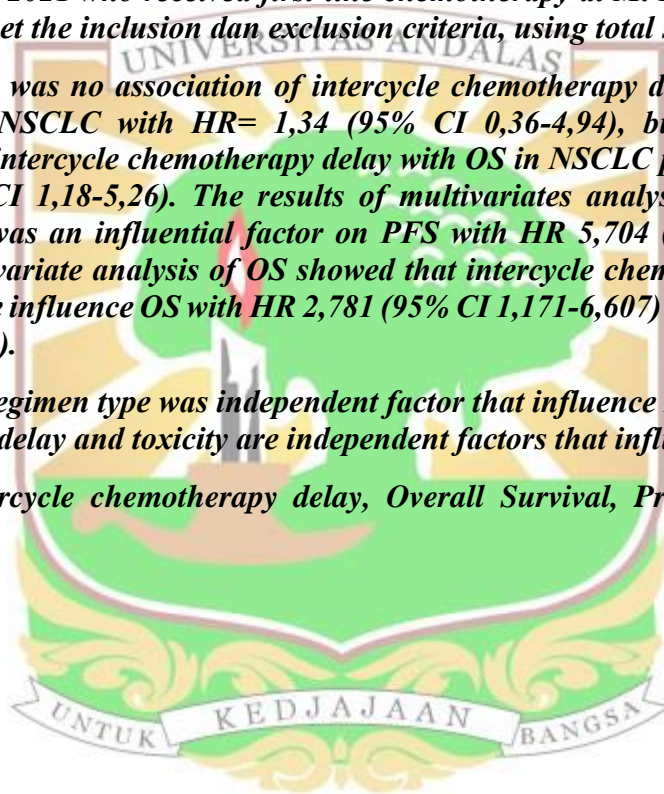 2021 who received first-line chemotherapy at
et the inclusion dan exclusion criteria, using total
UNIVERSITAS ANDALAS
was no association of intercycle chemotherapy
NSCLC with HR= 1,34 (95% CI 0,36-4,94),
intercycle chemotherapy delay with OS in NSCLC
CI 1,18-5,26). The results of multivariates
was an influential factor on PFS with HR 5,704
variate analysis of OS showed that intercycle
influence OS with HR 2,781 (95% CI 1,171-6,607)
).
egimen type was independent factor that influence
delay and toxicity are independent factors that
rcycle chemotherapy delay, Overall Survival,
UNTUK KEDJAJAAN BANGSA